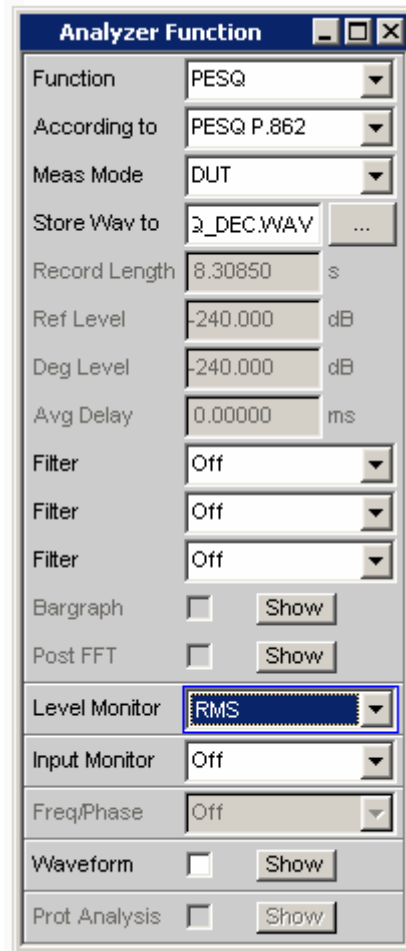 Analyzer Function
Function PESQ
According to PESQ P.862
Meas Mode DUT
Store Wav to Q_DEC.WAV ...
Record Length 8.30850 s
Ref Level -240.000 dB
Deg Level -240.000 dB
Avg Delay 0.00000 ms
Filter Off
Filter Off
Filter Off
Bargraph Show
Post FFT Show
Level Monitor RMS
Input Monitor Off
Freq/Phase Off
Waveform Show
Prot Analysis Show